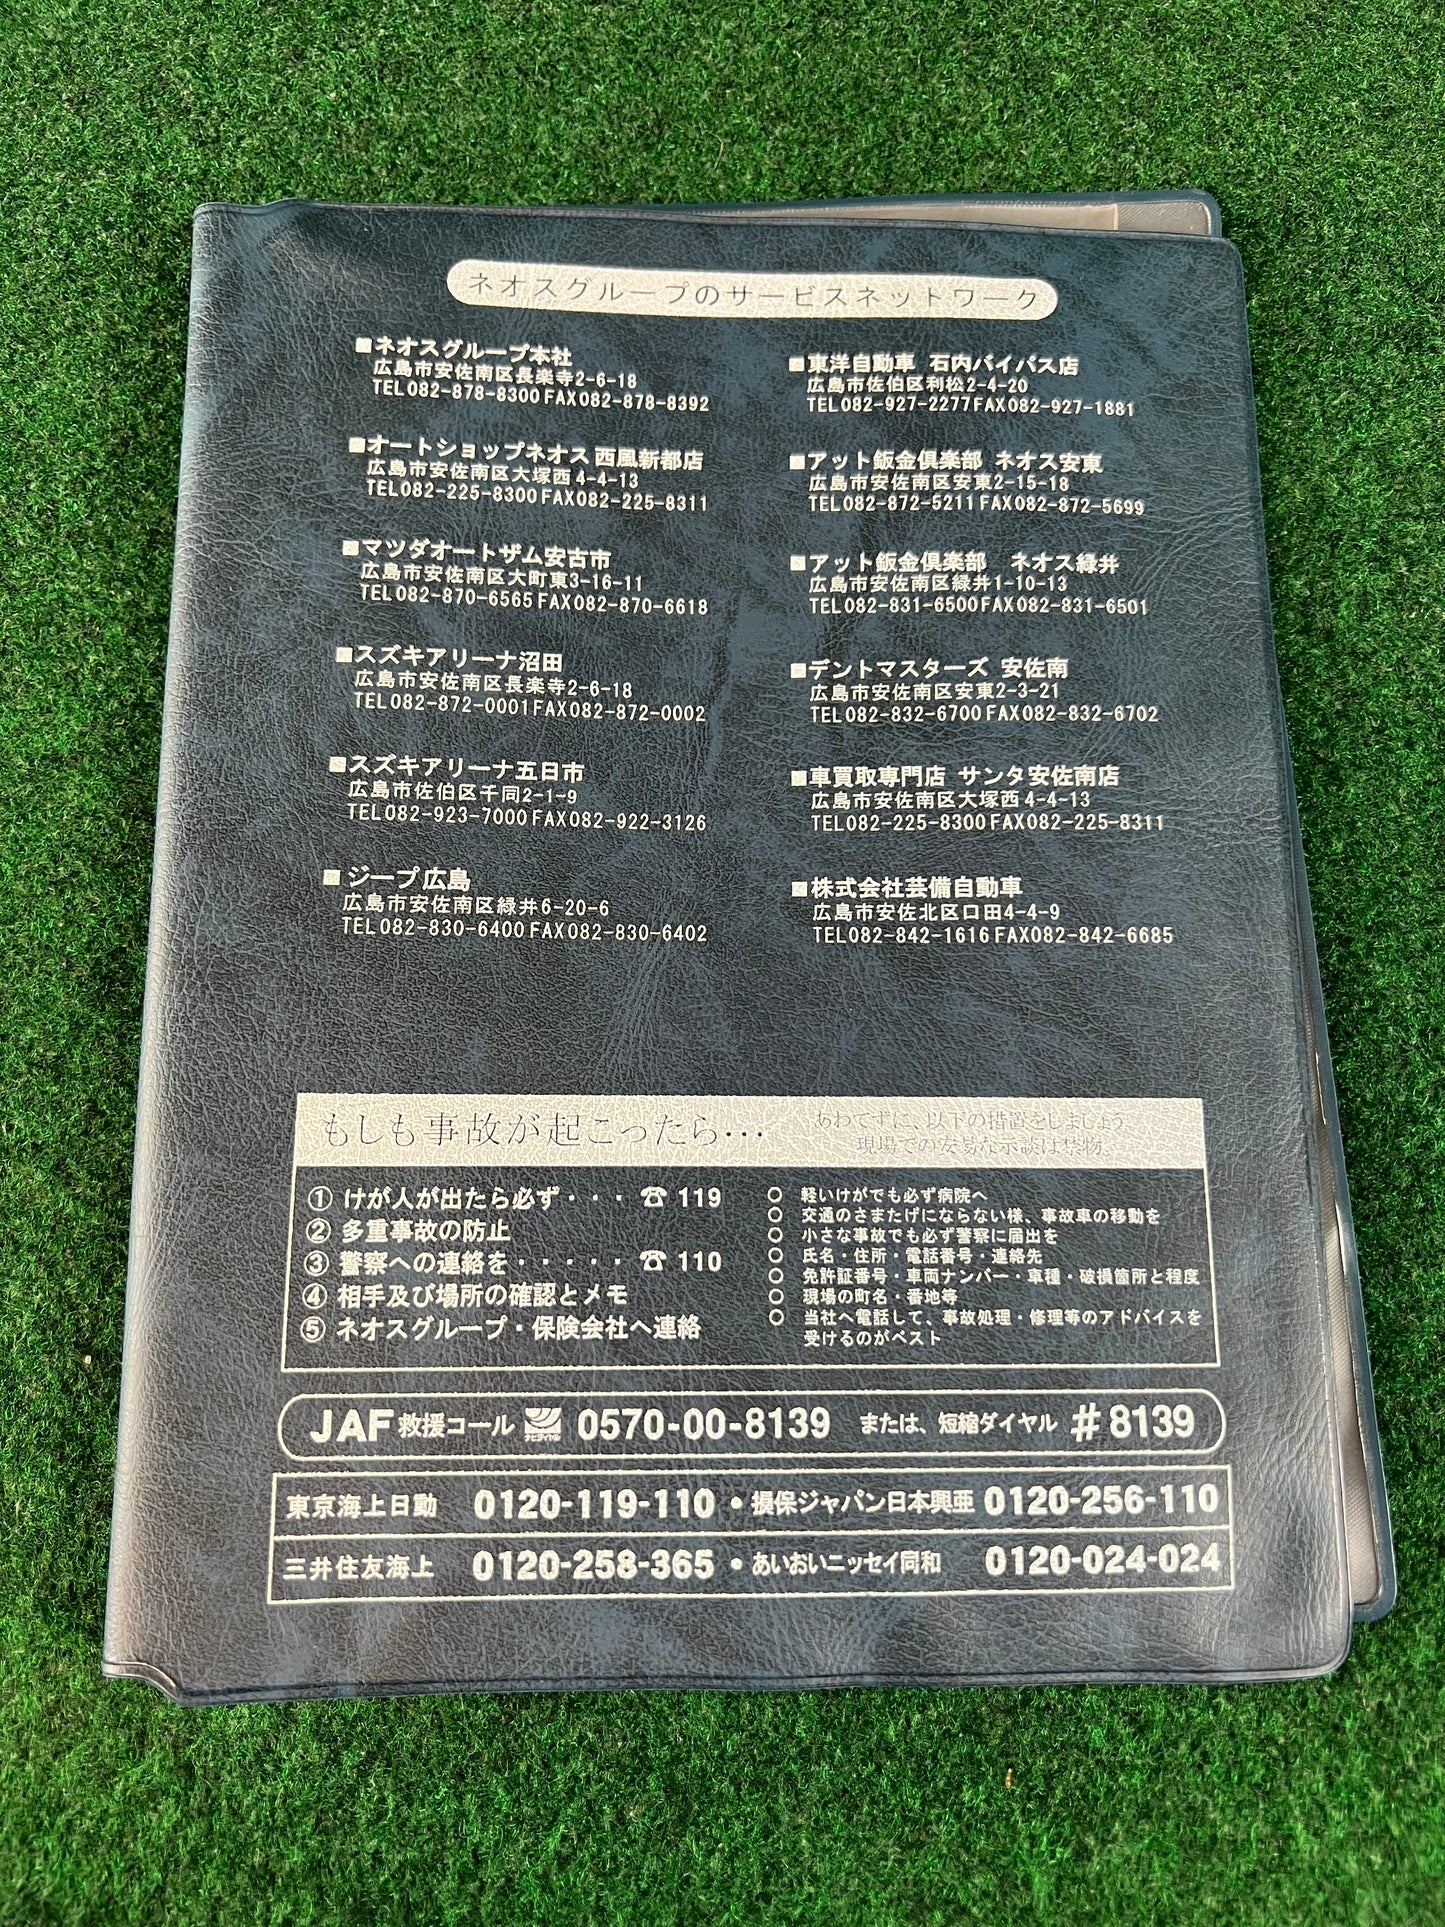 ネオスグループのサービスネットワーク
■ネオスグループ本社
広島市安佐南区長楽寺2-6-18
TEL082-878-8300 FAX082-878-8392
■オートショップネオス 西風新都店
広島市安佐南区大塚西4-4-13
TEL082-225-8300 FAX082-225-8311
■マツダオートザム安古市
広島市安佐南区大町東3-16-11
TEL082-870-6565 FAX082-870-6618
■スズキアリーナ沼田
広島市安佐南区長楽寺2-6-18
TEL082-872-0001 FAX082-872-0002
■スズキアリーナ五日市
広島市佐伯区千同2-1-9
TEL082-923-7000 FAX082-922-3126
■ジープ広島
広島市安佐南区緑井6-20-6
TEL082-830-6400 FAX082-830-6402
■東洋自動車 石内バイパス店
広島市佐伯区利松2-4-20
TEL082-927-2277 FAX082-927-1881
■アット鈑金倶楽部 ネオス安東
広島市安佐南区安東2-15-18
TEL082-872-5211 FAX082-872-5699
■アット鈑金倶楽部 ネオス緑井
広島市安佐南区緑井1-10-13
TEL082-831-6500 FAX082-831-6501
■デントマスターズ 安佐南
広島市安佐南区安東2-3-21
TEL082-832-6700 FAX082-832-6702
■車買取専門店 サンタ安佐南店
広島市安佐南区大塚西4-4-13
TEL082-225-8300 FAX082-225-8311
■株式会社芸備自動車
広島市安佐北区口田4-4-9
TEL082-842-1616 FAX082-842-6685
もしも事故が起こったら・・・
あわてずに、以下の措置をしましょう。
現場での安易な示談は禁物。
① けが人が出たら必ず・・・☎119
② 多重事故の防止
③ 警察への連絡を・・・・・☎110
④ 相手及び場所の確認とメモ
⑤ ネオスグループ・保険会社へ連絡
○ 軽いけがでも必ず病院へ
○ 交通のさまたげにならない様、事故車の移動を
○ 小さな事故でも必ず警察に届出を
○ 氏名・住所・電話番号・連絡先
○ 免許証番号・車両ナンバー・車種・破損箇所と程度
○ 現場の町名・番地等
○ 当社へ電話して、事故処理・修理等のアドバイスを
受けるのがベスト
JAF救援コール ナビダイヤル 0570-00-8139 または、短縮ダイヤル #8139
東京海上日動 0120-119-110 ・損保ジャパン日本興亜 0120-256-110
三井住友海上 0120-258-365 ・あいおいニッセイ同和 0120-024-024